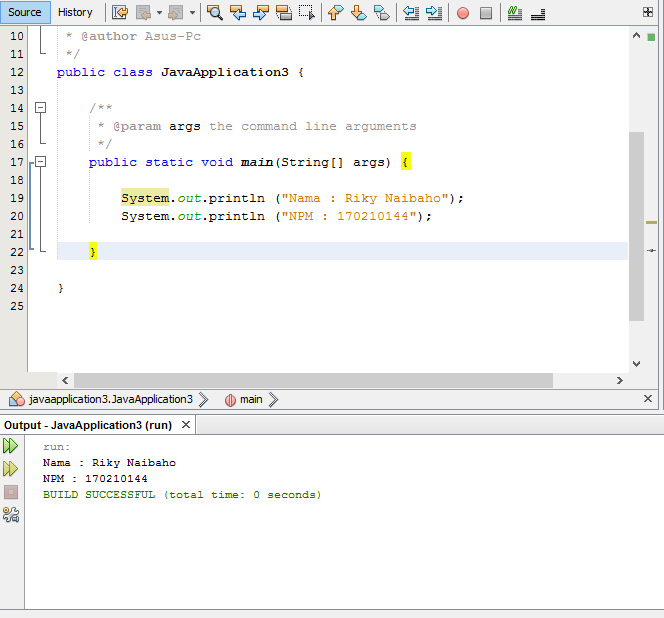 Source History
10 * @author Asus-Pc
11 */
12 public class JavaApplication3 {
13
14 /**
15 * @param args the command line arguments
16 */
17 public static void main(String[] args) {
18
19 System.out.println ("Nama : Riky Naibaho");
20 System.out.println ("NPM : 170210144");
21
22 }
23
24 }
25
javaapplication3.JavaApplication3 main
Output - JavaApplication3 (run)
run:
Nama : Riky Naibaho
NPM : 170210144
BUILD SUCCESSFUL (total time: 0 seconds)